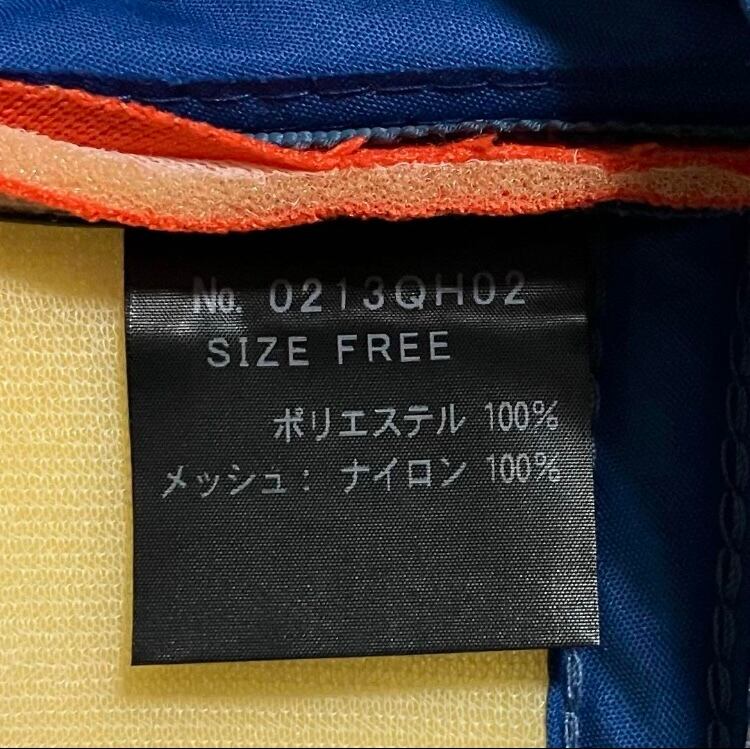 No. 0213QH02
SIZE FREE
ポリエステル 100%
メッシュ: ナイロン 100%